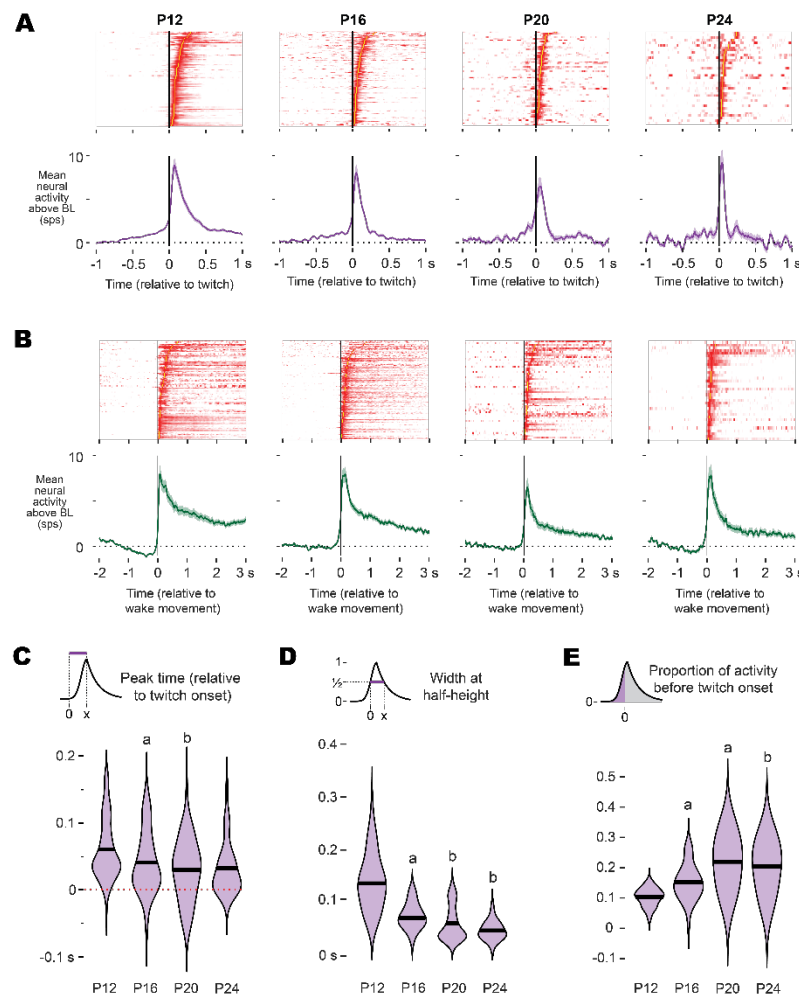 A
P12 P16 P20 P24
10
5
0
Mean
neural
activity
above BL
(sps)
-1 0 0.5 1 s -1 0 0.5 1 s -1 0 0.5 1 s -1 0 0.5 1 s
Time (relative to twitch) Time (relative to twitch) Time (relative to twitch) Time (relative to twitch)
B
10
0
Mean
neural
activity
above BL
(sps)
-2 -1 0 1 2 3 s -2 -1 0 1 2 3 s -2 -1 0 1 2 3 s -2 -1 0 1 2 3 s
Time (relative to Time (relative to Time (relative to Time (relative to
wake movement) wake movement) wake movement) wake movement)
C
Peak time (relative
to twitch onset)
0 x
0.2
0.1
0
-0.1 s
a b
P12 P16 P20 P24
D
1
½
0
0 x
Width at
half-height
0.4
0.3
0.2
0.1
0 s
a b b
P12 P16 P20 P24
E
Proportion of activity
before twitch onset
0
0
0.5
0.4
0.3
0.2
0.1
0
-0.1
a a b
P12 P16 P20 P24